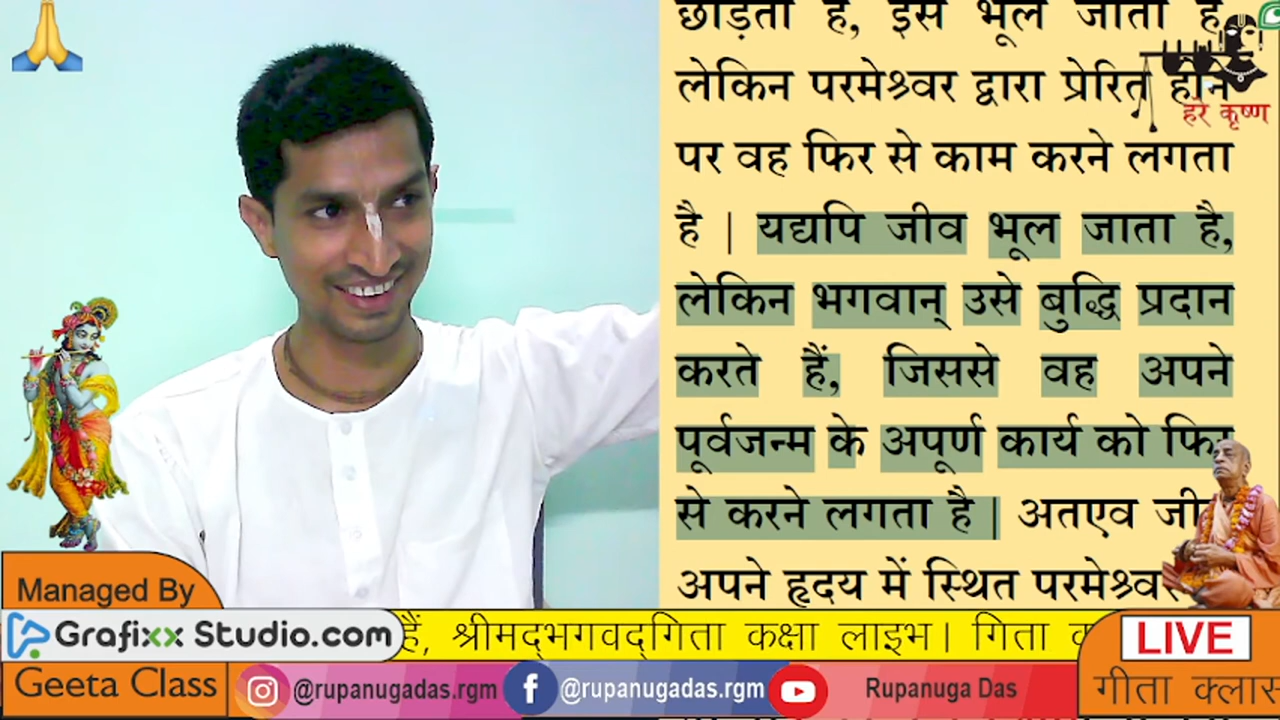 छोड़ता है, इसे भूल जाता है
लेकिन परमेश्र्वर द्वारा प्रेरित होने
हरे कृष्ण
पर वह फिर से काम करने लगता
है | यद्यपि जीव भूल जाता है,
लेकिन भगवान् उसे बुद्धि प्रदान
करते हैं, जिससे वह अपने
पूर्वजन्म के अपूर्ण कार्य को फिर
से करने लगता है | अतएव
अपने हृदय में स्थित
Managed By
Grafixx Studio.com
हैं, श्रीमद्भगवद्गिता कक्षा लाइभ। गिता
LIVE
Geeta Class
@rupanugadas.rgm
@rupanugadas.rgm
Rupanuga Das
गीता क्लास